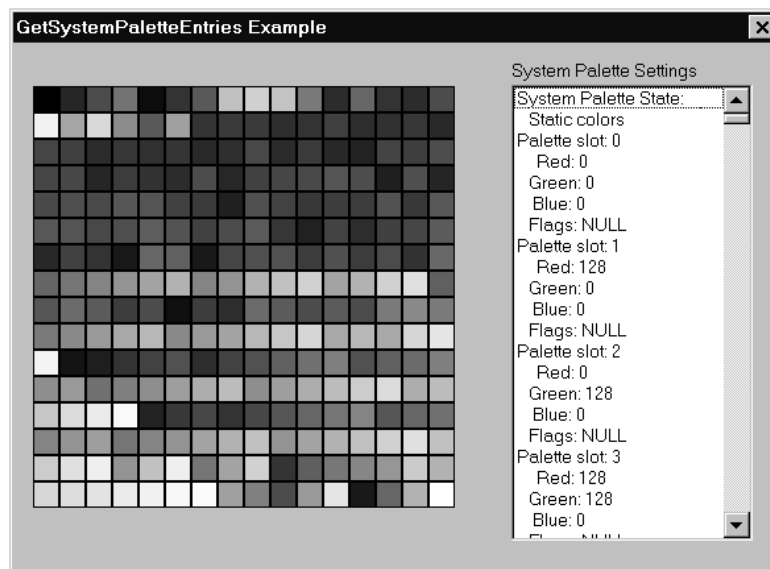 GetSystemPaletteEntries Example
System Palette Settings
System Palette State:
Static colors
Palette slot: 0
Red: 0
Green: 0
Blue: 0
Flags: NULL
Palette slot: 1
Red: 128
Green: 0
Blue: 0
Flags: NULL
Palette slot: 2
Red: 0
Green: 128
Blue: 0
Flags: NULL
Palette slot: 3
Red: 128
Green: 128
Blue: 0
Flags: NULL